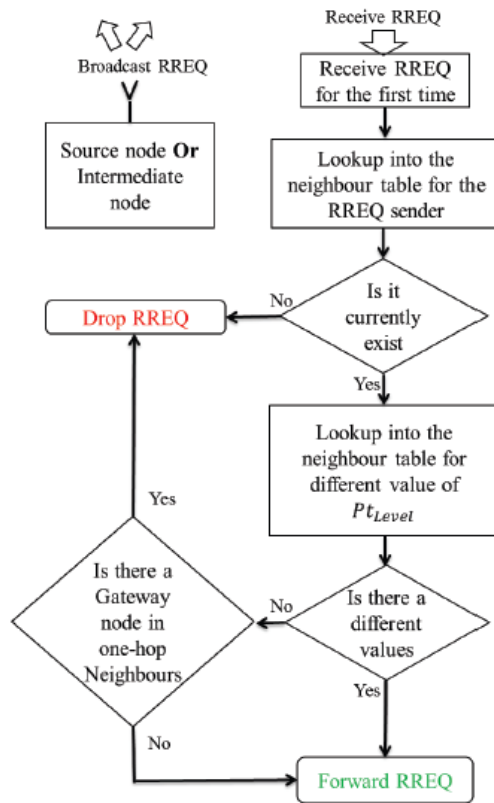 Broadcast RREQ
Source node Or
Intermediate
node
Receive RREQ
Receive RREQ
for the first time
Lookup into the
neighbour table for the
RREQ sender
Is it
currently
exist
No
Drop RREQ
Yes
Lookup into the
neighbour table for
different value of
Pt_Level
Is there a
different
values
No
Is there a
Gateway
node in
one-hop
Neighbours
Yes
No
Yes
Forward RREQ